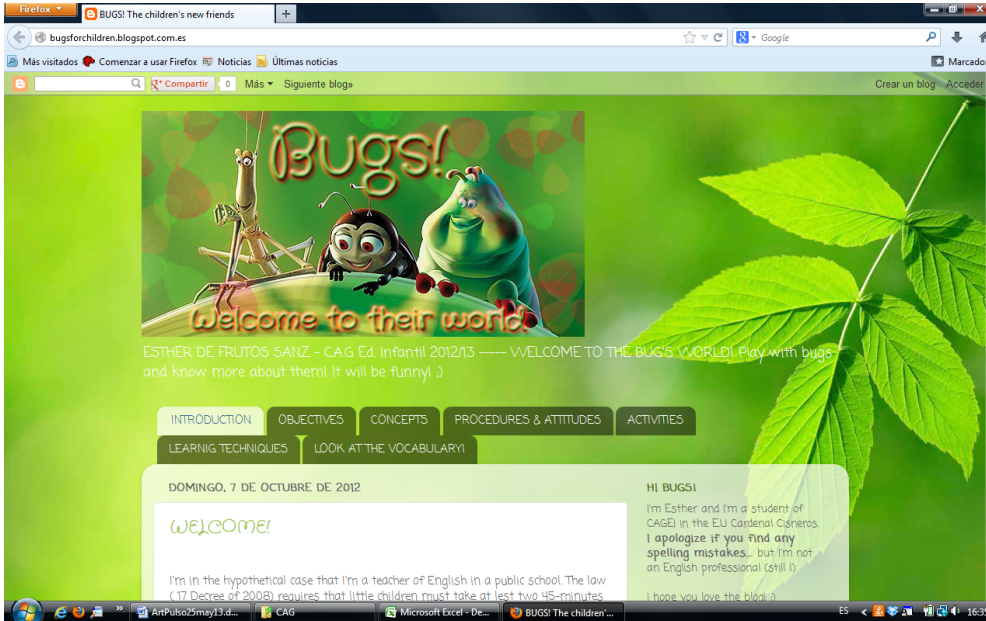 Firefox
BUGS! The children's new friends
bugsforchildren.blogspot.com.es
Google
Más visitados Comenzar a usar Firefox Noticias Últimas noticias
Marcado
Compartir 0 Más Siguiente blog»
Crear un blog Acceder
Bugs!
Welcome to their world.
ESTHER DE FRUTOS SANZ - CAG Ed. Infantil 2012/13 ----- WELCOME TO THE BUG'S WORLD! Play with bugs
and know more about them! It will be funny! ;)
INTRODUCTION OBJECTIVES CONCEPTS PROCEDURES & ATTITUDES ACTIVITIES
LEARNIG TECHNIQUES LOOK AT THE VOCABULARY!
DOMINGO, 7 DE OCTUBRE DE 2012
WELCOME!
I'm in the hypothetical case that I'm a teacher of English in a public school. The law
( 17 Decree of 2008) requires that little children must take at lest two 45-minutes
HI BUGS!
I'm Esther and I'm a student of
CAGEI in the EU Cardenal Cisneros.
I apologize if you find any
spelling mistakes... but I'm not
an English professional (still !)
I hope you love the blog! :)
ArtPulso25may13.d... CAG Microsoft Excel - De... BUGS! The children'...
ES 16:35